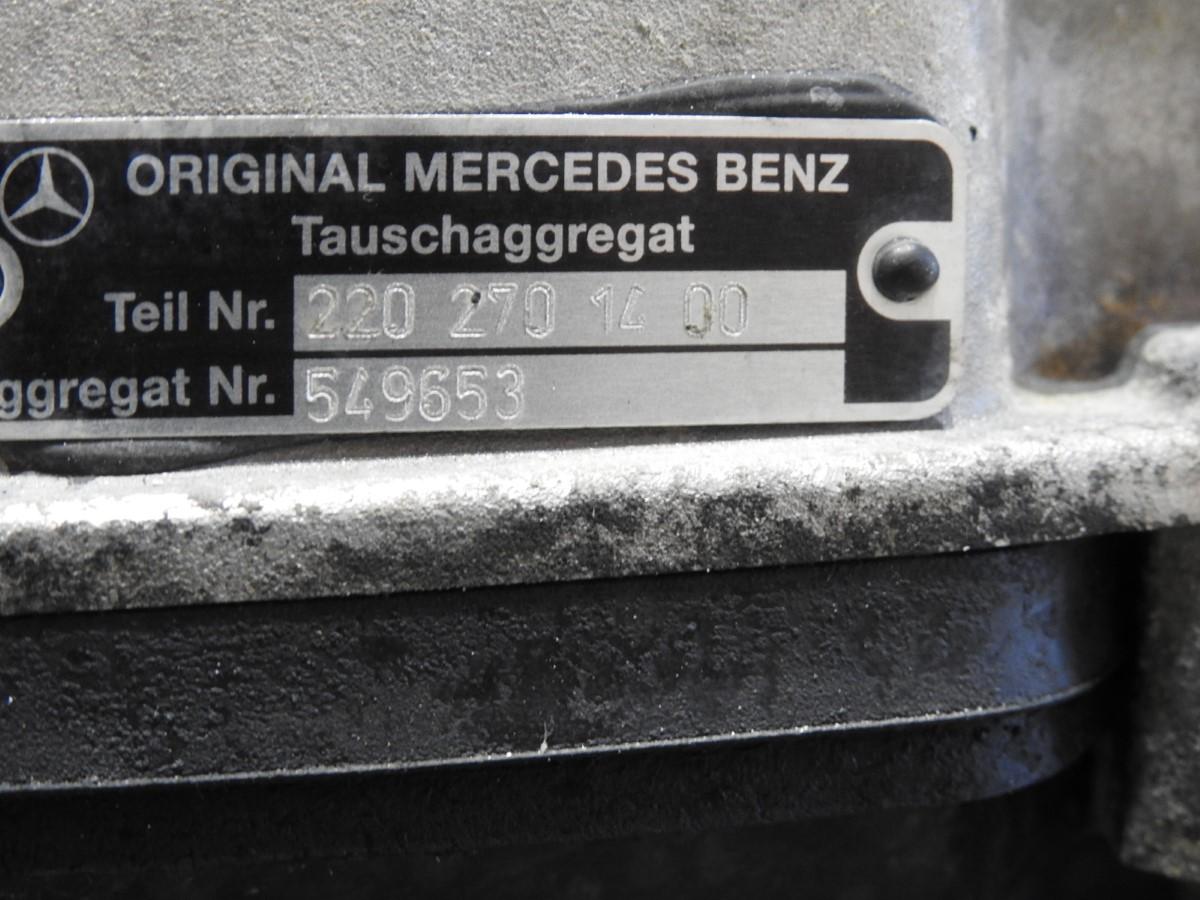 ORIGINAL MERCEDES BENZ
Tauschaggregat
Teil Nr. 220 270 14 00
ggregat Nr. 549653